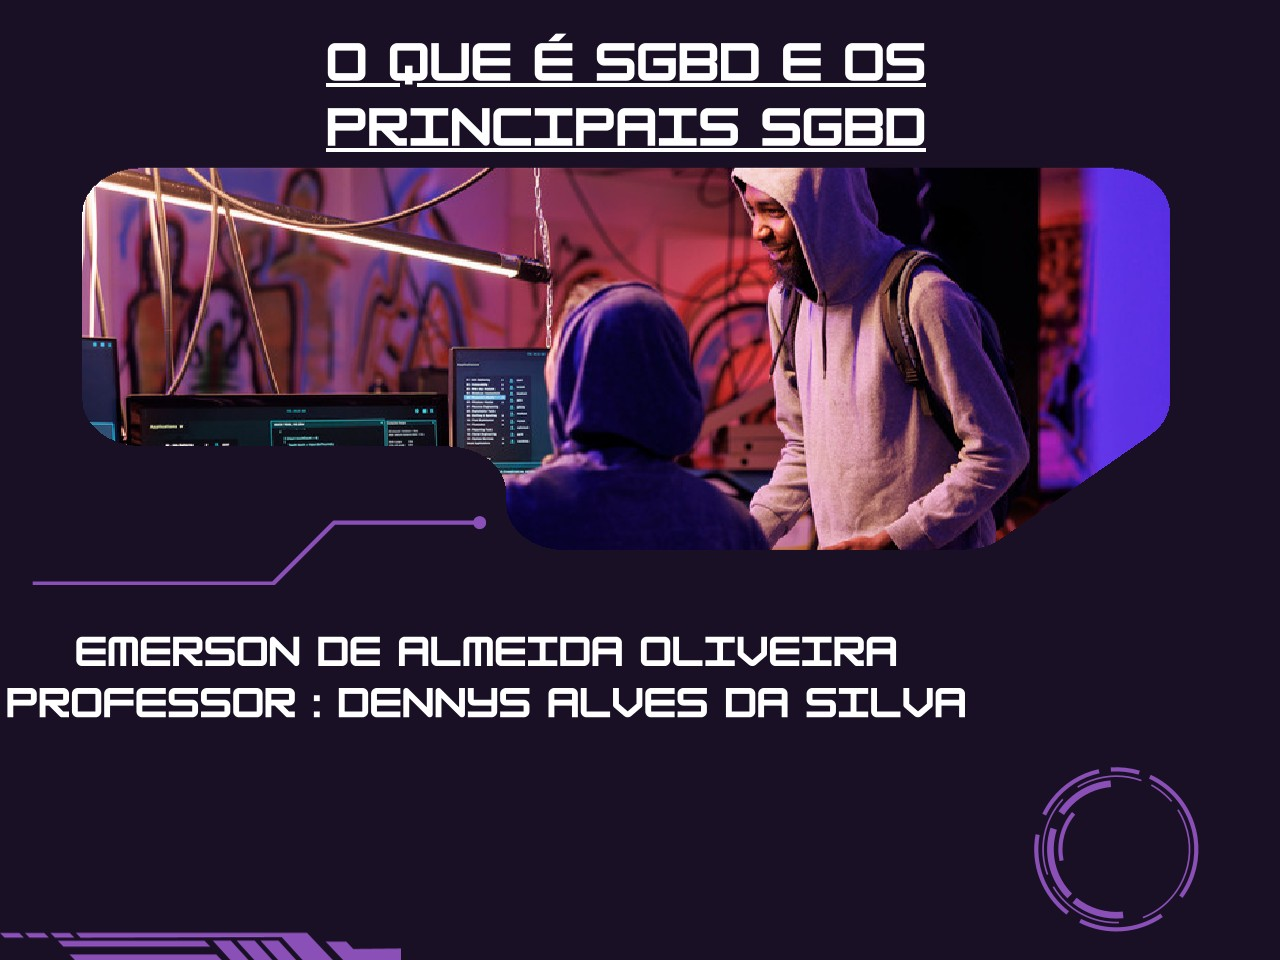 O QUE É SGBD E OS
PRINCIPAIS SGBD
EMERSON DE ALMEIDA OLIVEIRA
PROFESSOR : DENNYS ALVES DA SILVA